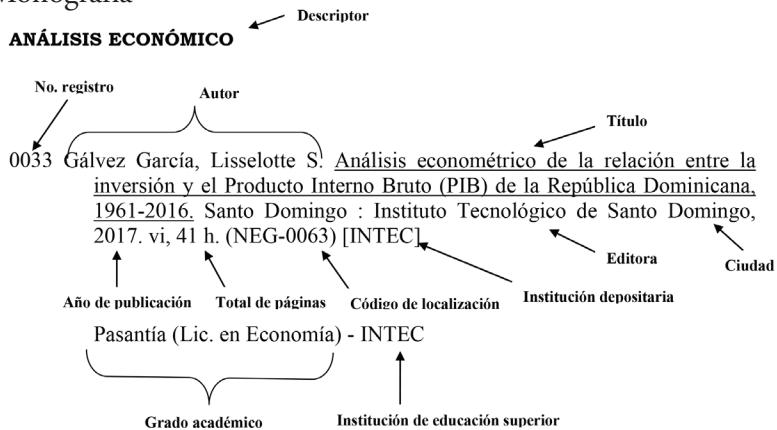 Monografía
Descriptor
ANÁLISIS ECONÓMICO
No. registro
Autor
Título
0033 Gálvez García, Lisselotte S. Análisis econométrico de la relación entre la
inversión y el Producto Interno Bruto (PIB) de la República Dominicana,
1961-2016. Santo Domingo : Instituto Tecnológico de Santo Domingo,
2017. vi, 41 h. (NEG-0063) [INTEC]
Editora
Ciudad
Año de publicación
Total de páginas
Código de localización
Institución depositaria
Pasantía (Lic. en Economía) - INTEC
Grado académico
Institución de educación superior